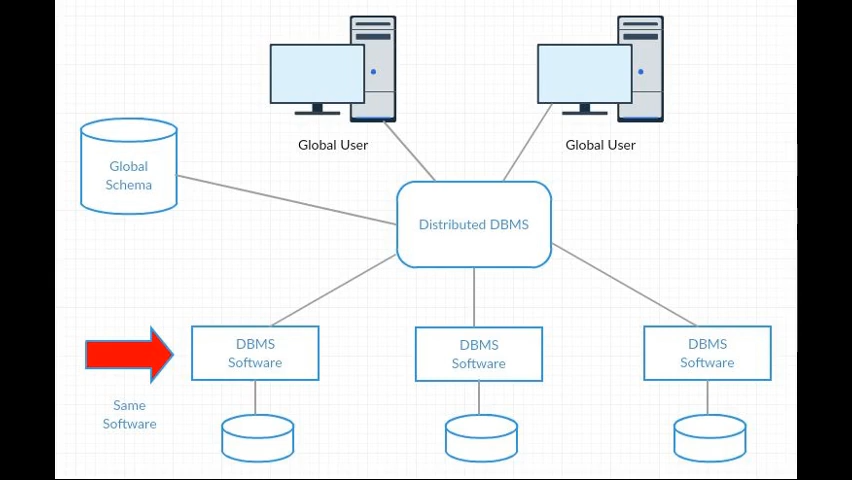 Global User
Global User
Global
Schema
Distributed DBMS
DBMS
Software
DBMS
Software
DBMS
Software
Same
Software